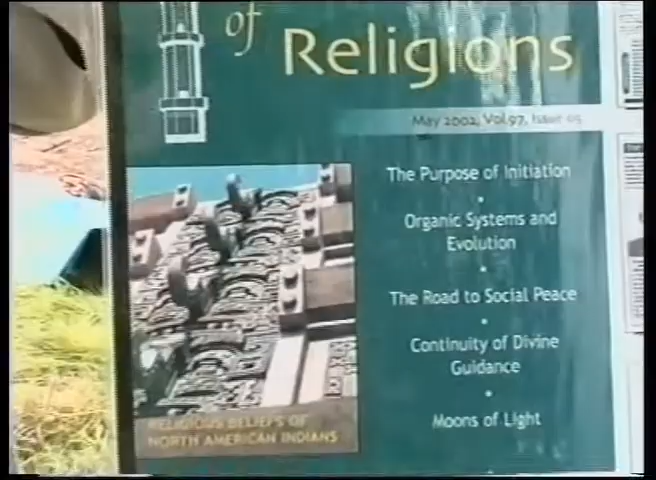 of
Religions
May 2002, Vol.97, Issue 05
The Purpose of Initiation
Organic Systems and
Evolution
The Road to Social Peace
Continuity of Divine
Guidance
Moons of Light
RELIGIOUS BELIEFS OF
NORTH AMERICAN INDIANS